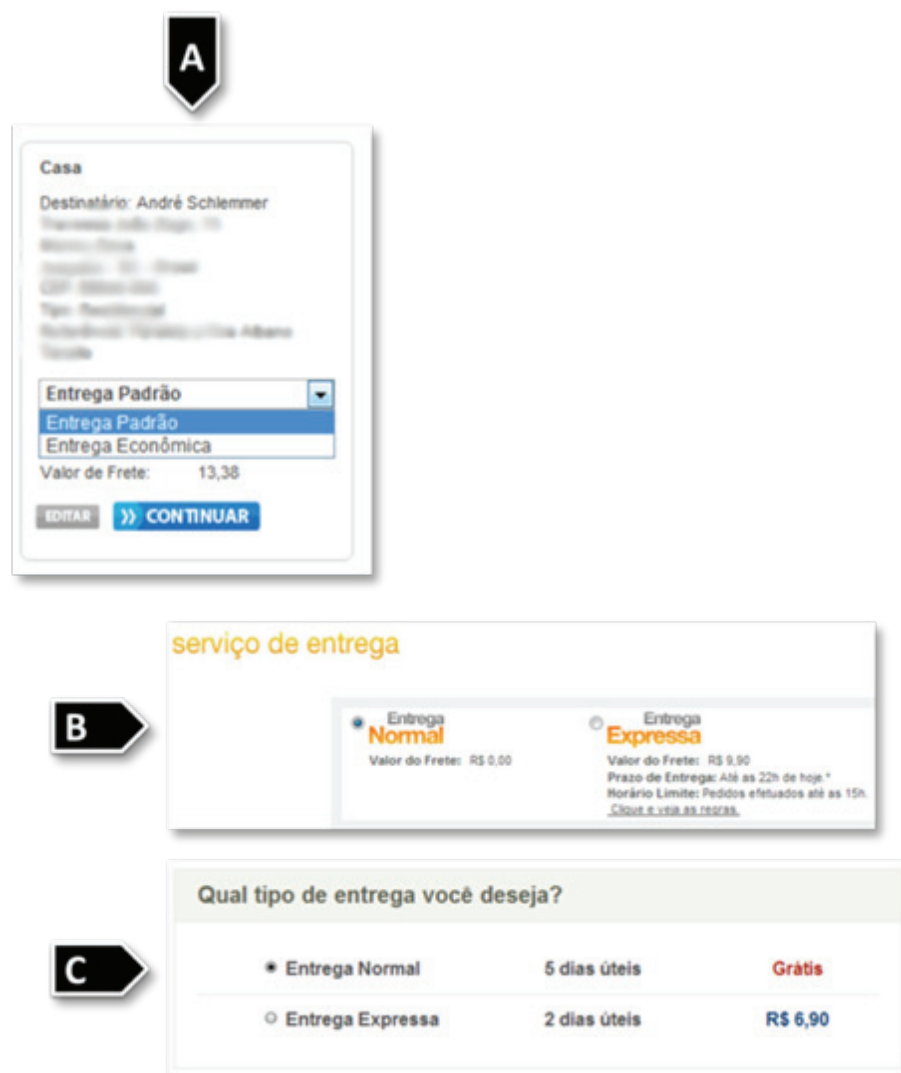 A
Casa
Destinatário: André Schlemmer
Entrega Padrão
Entrega Padrão
Entrega Econômica
Valor de Frete: 13,38
EDITAR CONTINUAR
serviço de entrega
B
Entrega Normal
Valor do Frete: R$ 0,00
Entrega Expressa
Valor do Frete: R$ 9,90
Prazo de Entrega: Até as 22h de hoje.*
Horário Limite: Pedidos efetuados até as 15h.
Clique e veja as regras.
Qual tipo de entrega você deseja?
C
Entrega Normal 5 dias úteis Grátis
Entrega Expressa 2 dias úteis R$ 6,90